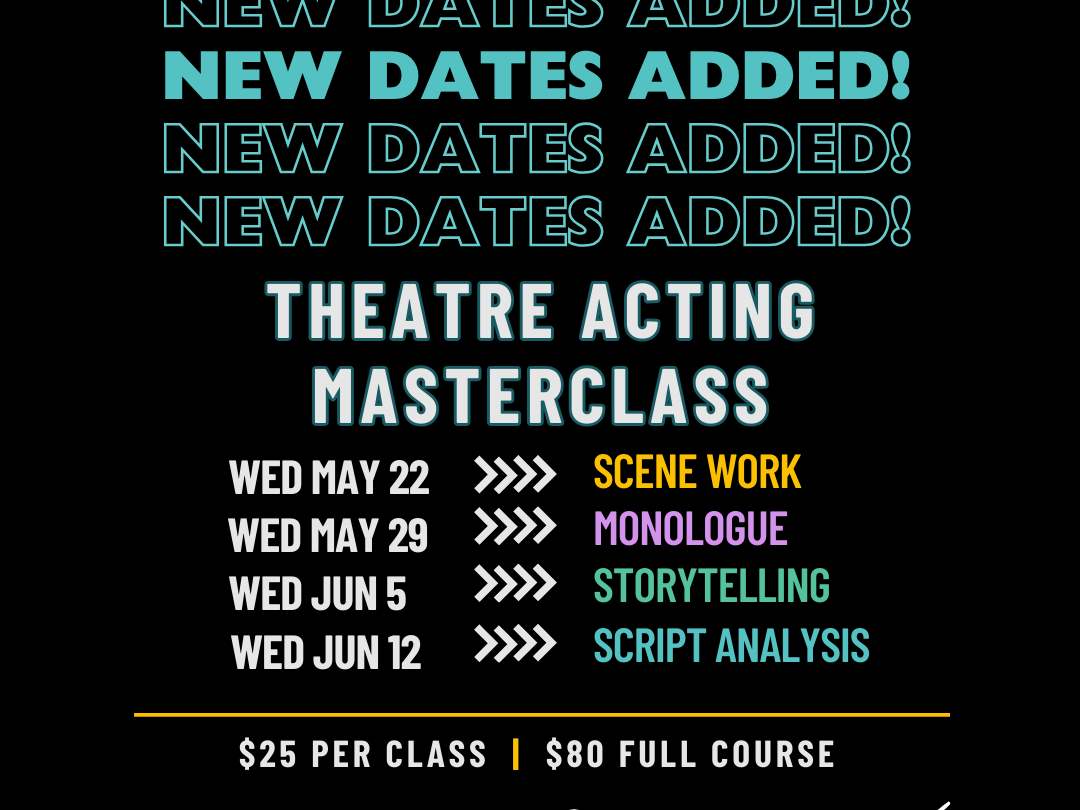 NEW DATES ADDED!
NEW DATES ADDED!
NEW DATES ADDED!
NEW DATES ADDED!
THEATRE ACTING
MASTERCLASS
WED MAY 22 >>>> SCENE WORK
WED MAY 29 >>>> MONOLOGUE
WED JUN 5 >>>> STORYTELLING
WED JUN 12 >>>> SCRIPT ANALYSIS
$25 PER CLASS | $80 FULL COURSE